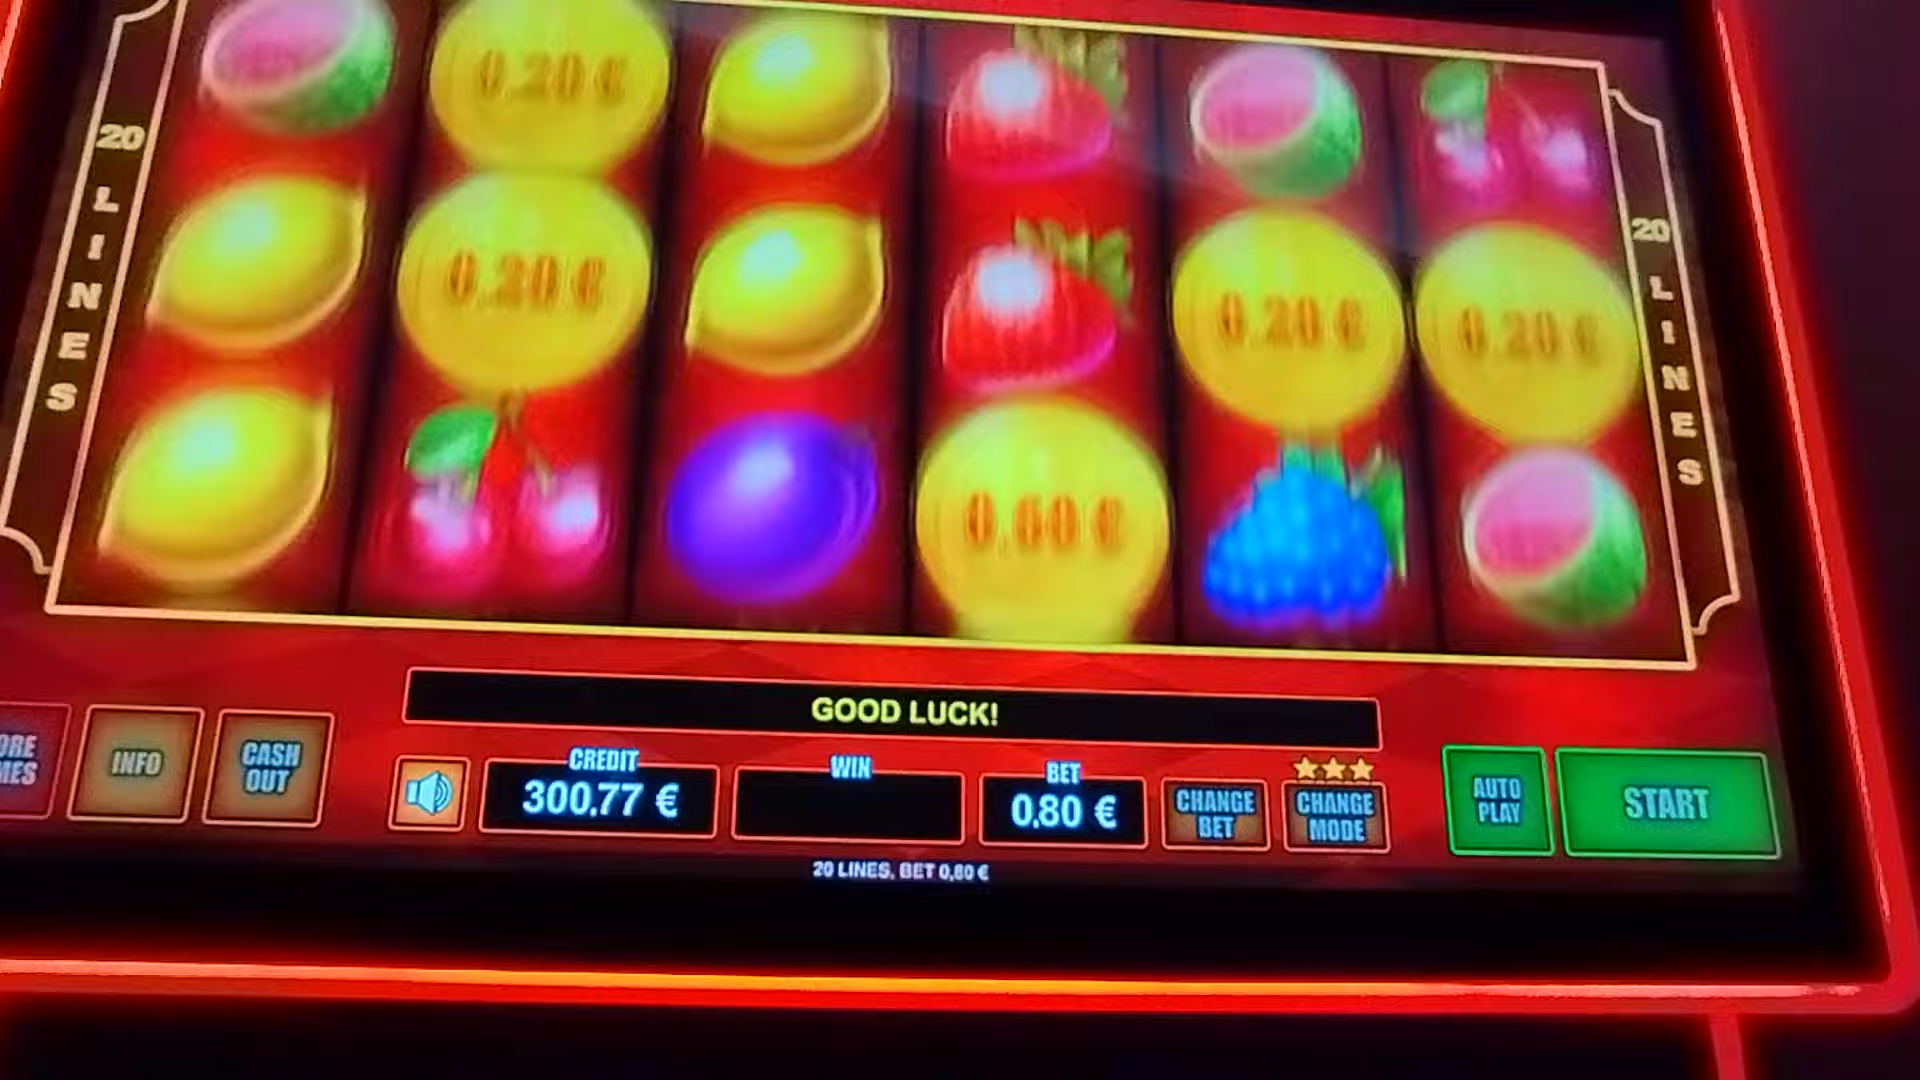 0.20 €
20 LINES
0.20 €
0.20 €
0.20 €
20 LINES
0.60 €
GOOD LUCK!
INFO
CASH OUT
CREDIT
300,77 €
WIN
BET
0,80 €
CHANGE BET
CHANGE MODE
AUTO PLAY
START
20 LINES, BET 0,80 €